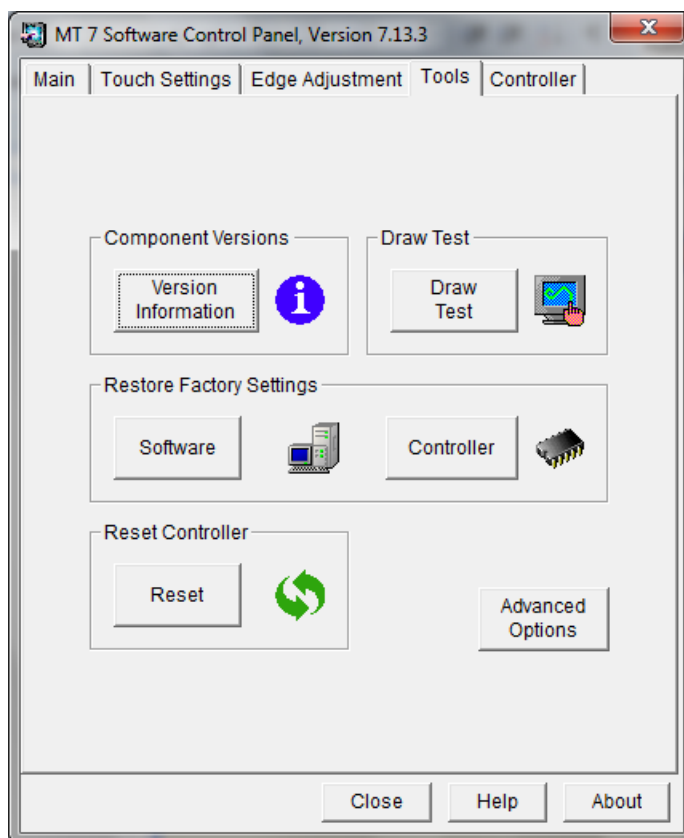 MT 7 Software Control Panel, Version 7.13.3
Main Touch Settings Edge Adjustment Tools Controller
Component Versions Draw Test
Version
Information
Draw
Test
Restore Factory Settings
Software Controller
Reset Controller
Reset
Advanced
Options
Close Help About